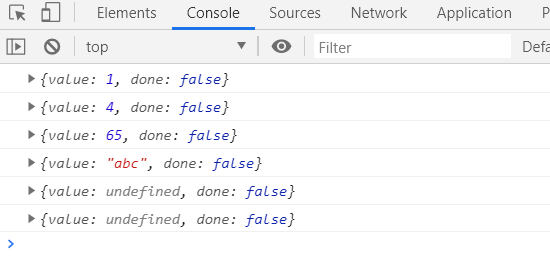 Elements Console Sources Network Application P
top Filter Defa
{value: 1, done: false}
{value: 4, done: false}
{value: 65, done: false}
{value: "abc", done: false}
{value: undefined, done: false}
{value: undefined, done: false}